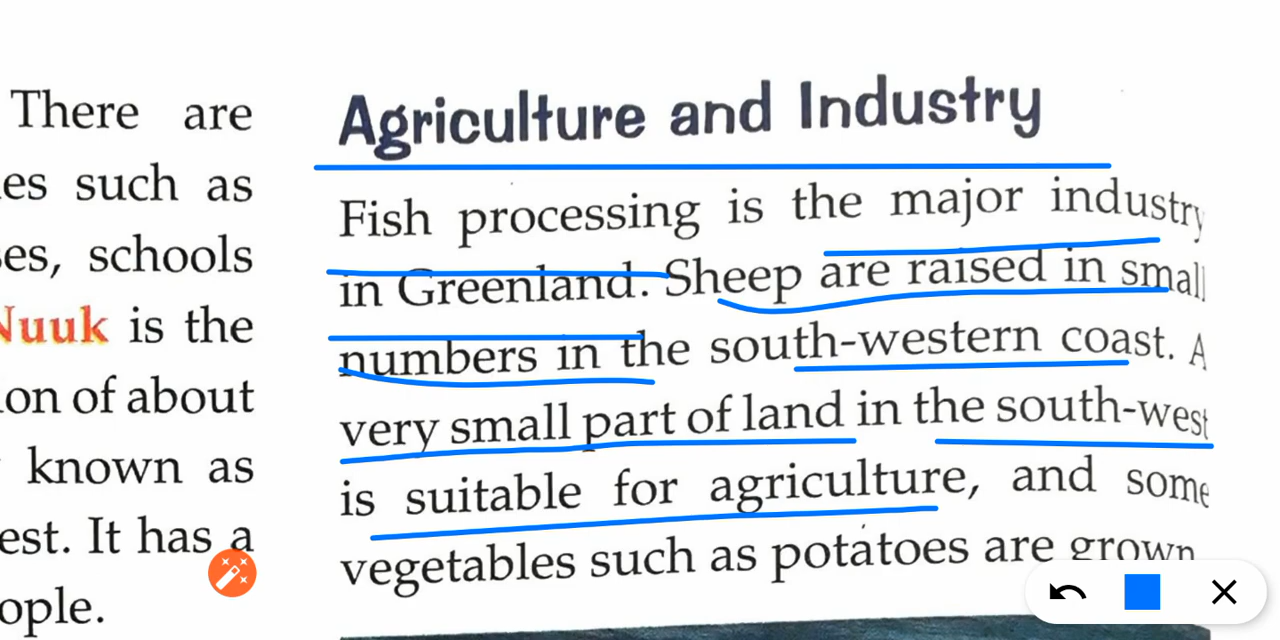 There are
es such as
ses, schools
Nuuk is the
ion of about
known as
est. It has a
ople.
Agriculture and Industry
Fish processing is the major industry
in Greenland. Sheep are raised in small
numbers in the south-western coast. A
very small part of land in the south-west
is suitable for agriculture, and some
vegetables such as potatoes are grown